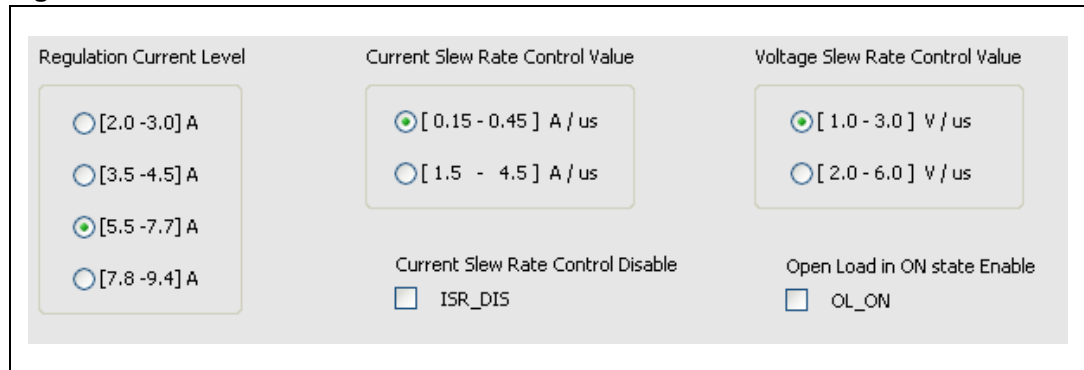 Regulation Current Level
[2.0 -3.0] A
[3.5 -4.5] A
[5.5 -7.7] A
[7.8 -9.4] A
Current Slew Rate Control Value
[ 0.15 - 0.45 ] A / us
[ 1.5 - 4.5 ] A / us
Current Slew Rate Control Disable
ISR_DIS
Voltage Slew Rate Control Value
[ 1.0 - 3.0 ] V / us
[ 2.0 - 6.0 ] V / us
Open Load in ON state Enable
OL_ON